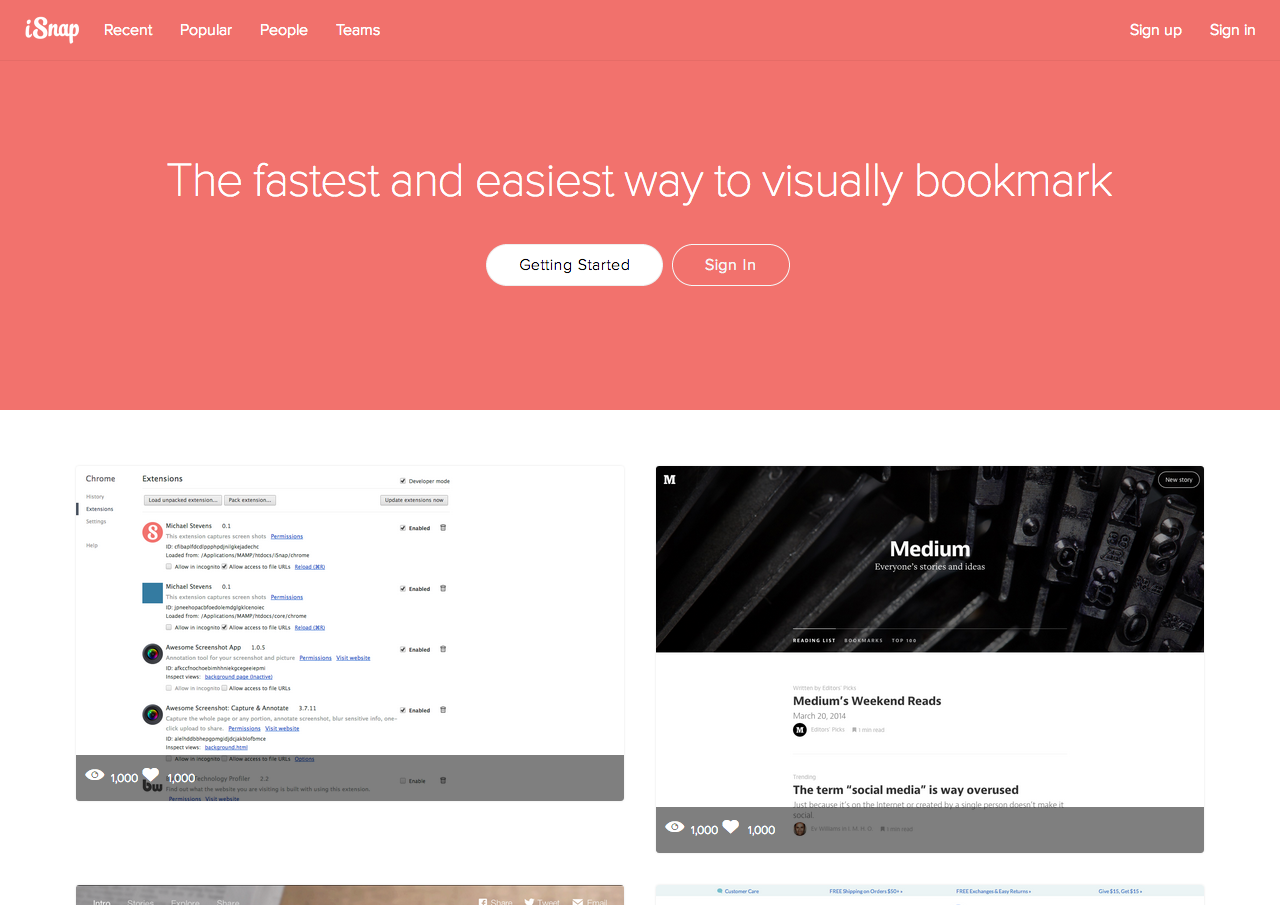 iSnap Recent Popular People Teams Sign up Sign in
The fastest and easiest way to visually bookmark
Getting Started Sign In
Chrome Extensions Developer mode
History
Extensions
Settings
Help
Load unpacked extension... Pack extension... Update extensions now
Michael Stevens 0.1 Enabled
This extension captures screen shots Permissions
Loaded from: /Applications/MAMP/htdocs/iSnap/chrome
Allow in incognito Allow access to file URLs Reload (⌘R)
Michael Stevens 0.1 Enabled
This extension captures screen shots Permissions
Loaded from: /Applications/MAMP/htdocs/core/chrome
Allow in incognito Allow access to file URLs Reload (⌘R)
Awesome Screenshot App 1.0.5 Enabled
Annotation tool for your screenshot and picture Permissions Visit website
Inspect views: background page (Inactive)
Allow in incognito Allow access to file URLs
Awesome Screenshot: Capture & Annotate 3.7.11 Enabled
Capture the whole page or any portion, annotate screenshot, blur sensitive info, one-
click upload to share. Permissions Visit website
Inspect views: background.html
Allow in incognito Allow access to file URLs Options
Technology Profiler 2.2 Enable
Find out what the website you are visiting is built with using this extension.
Permissions Visit website
1,000 1,000
M New story
Medium
Everyone's stories and ideas
READING LIST BOOKMARKS TOP 100
Written by Editors' Picks
Medium's Weekend Reads
March 20, 2014
M Editors' Picks 1 min read
Trending
The term “social media” is way overused
Just because it's on the Internet or created by a single person doesn't make it
social.
Ev Williams in I. M. H. O 1 min read
1,000 1,000
Intro Stories Explore Share Share Tweet Email
Customer Care FREE Shipping on Orders $50+ FREE Exchanges & Easy Returns Give $15, Get $15